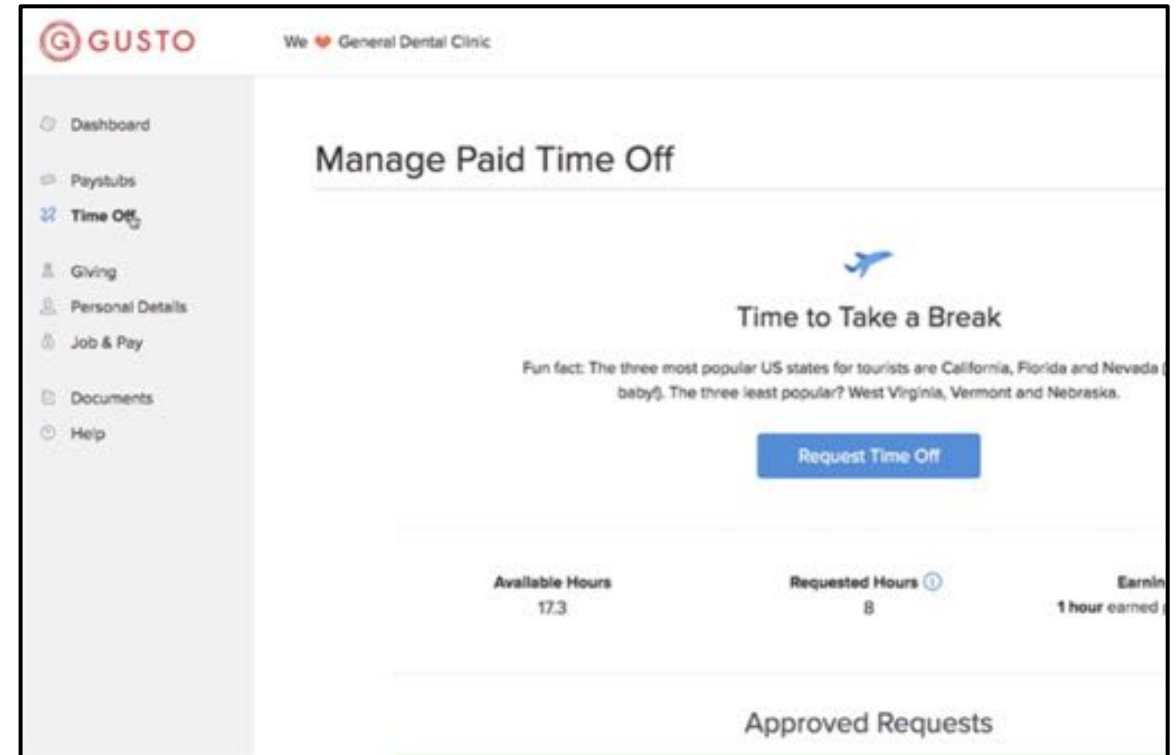 GUSTO
We ❤ General Dental Clinic
Dashboard
Paystubs
Time Off
Giving
Personal Details
Job & Pay
Documents
Help
Manage Paid Time Off
Time to Take a Break
Fun fact: The three most popular US states for tourists are California, Florida and Nevada
baby!). The three least popular? West Virginia, Vermont and Nebraska.
Request Time Off
Available Hours
17.3
Requested Hours
8
Earnin
1 hour earned
Approved Requests